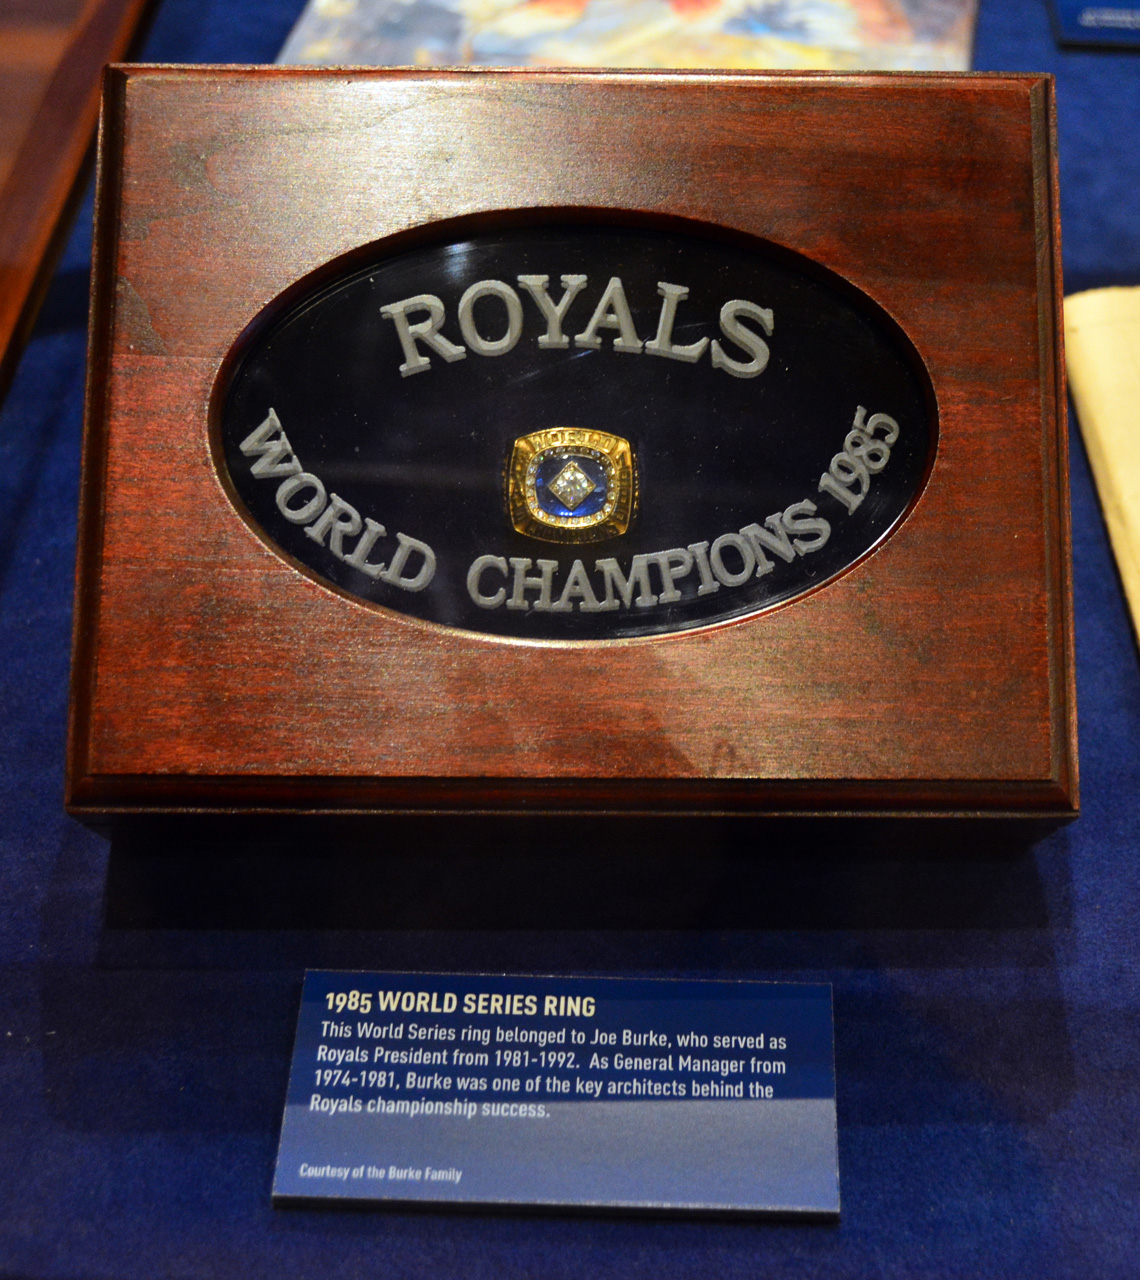 ROYALS
WORLD
WORLD CHAMPIONS 1985
1985 WORLD SERIES RING
This World Series ring belonged to Joe Burke, who served as
Royals President from 1981-1992. As General Manager from
1974-1981, Burke was one of the key architects behind the
Royals championship success.
Courtesy of the Burke Family